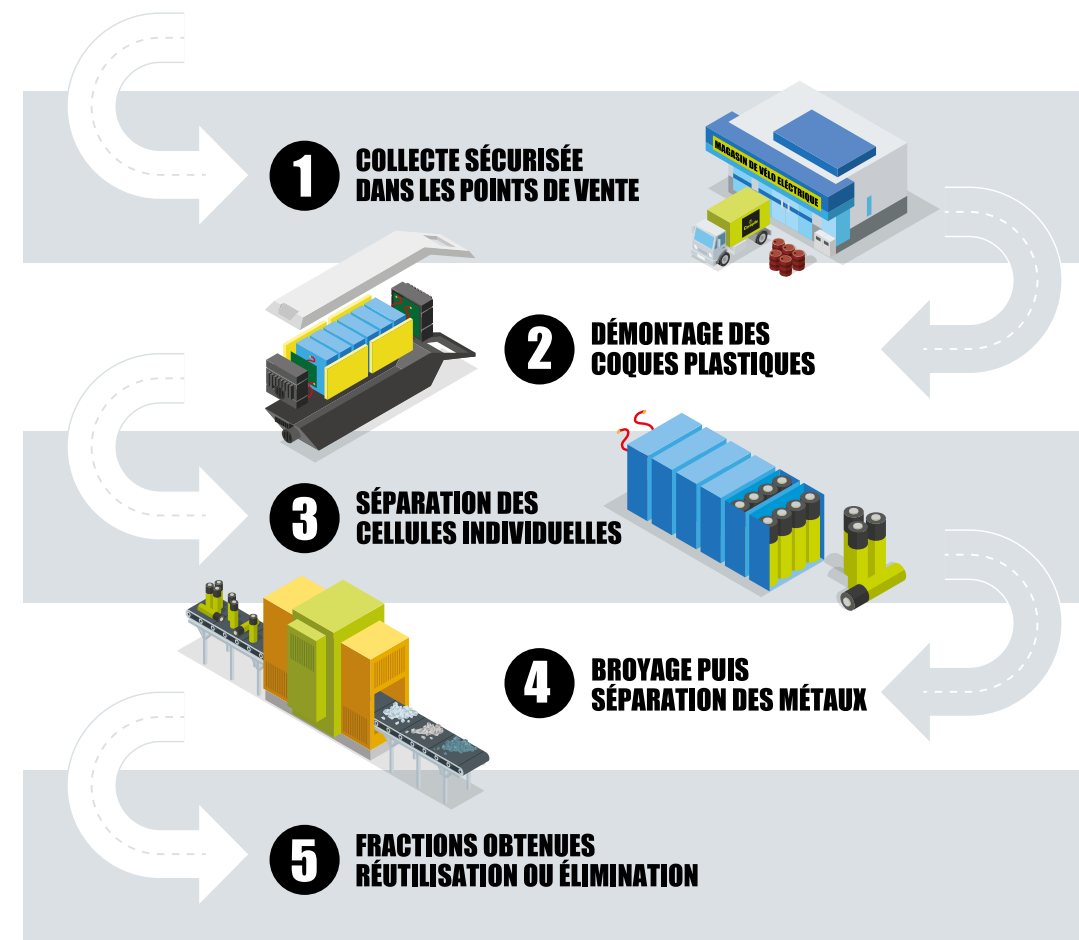 1
COLLECTE SÉCURISÉE
DANS LES POINTS DE VENTE
MAGASIN DE VÉLO ELÉCTRIQUE
2
DÉMONTAGE DES
COQUES PLASTIQUES
3
SÉPARATION DES
CELLULES INDIVIDUELLES
4
BROYAGE PUIS
SÉPARATION DES MÉTAUX
5
FRACTIONS OBTENUES
RÉUTILISATION OU ÉLIMINATION